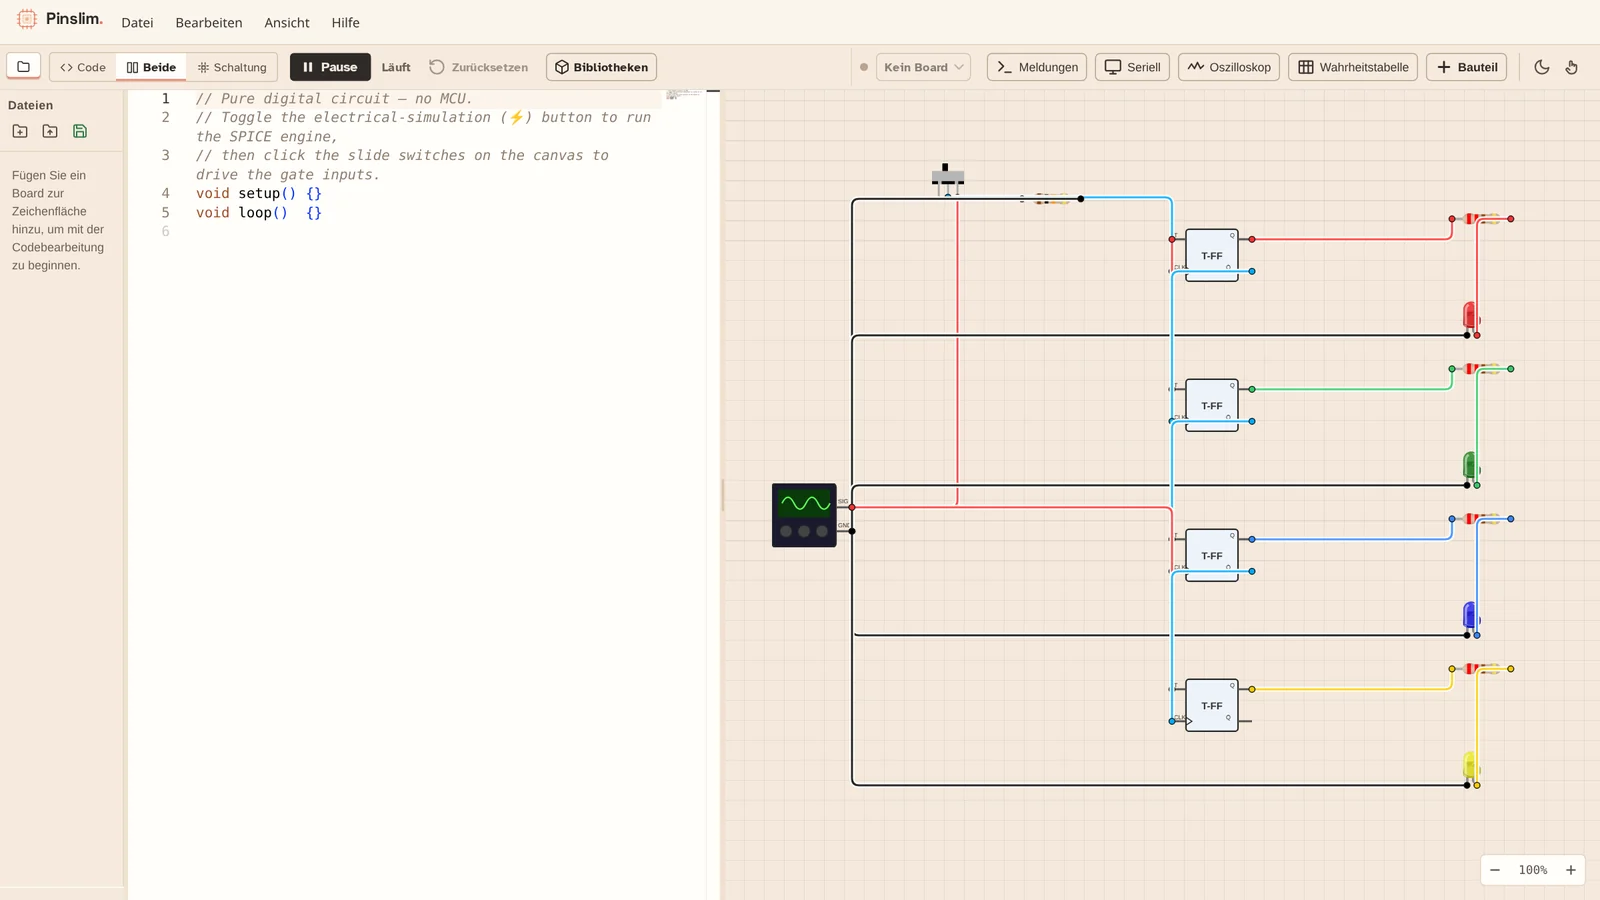 Pinslim.
Datei
Bearbeiten
Ansicht
Hilfe
Code
Beide
Schaltung
Pause
Läuft
Zurücksetzen
Bibliotheken
Kein Board
Meldungen
Seriell
Oszilloskop
Wahrheitstabelle
Bauteil
Dateien
Fügen Sie ein
Board zur
Zeichenfläche
hinzu, um mit der
Codebearbeitung
zu beginnen.
1 // Pure digital circuit — no MCU.
2 // Toggle the electrical-simulation (⚡) button to run
the SPICE engine,
3 // then click the slide switches on the canvas to
drive the gate inputs.
4 void setup() {}
5 void loop()  {}
6
Q
T-FF
Q
Q
T-FF
Q
SIG
GND
Q
T-FF
Q
Q
T-FF
CLK
Q
100%